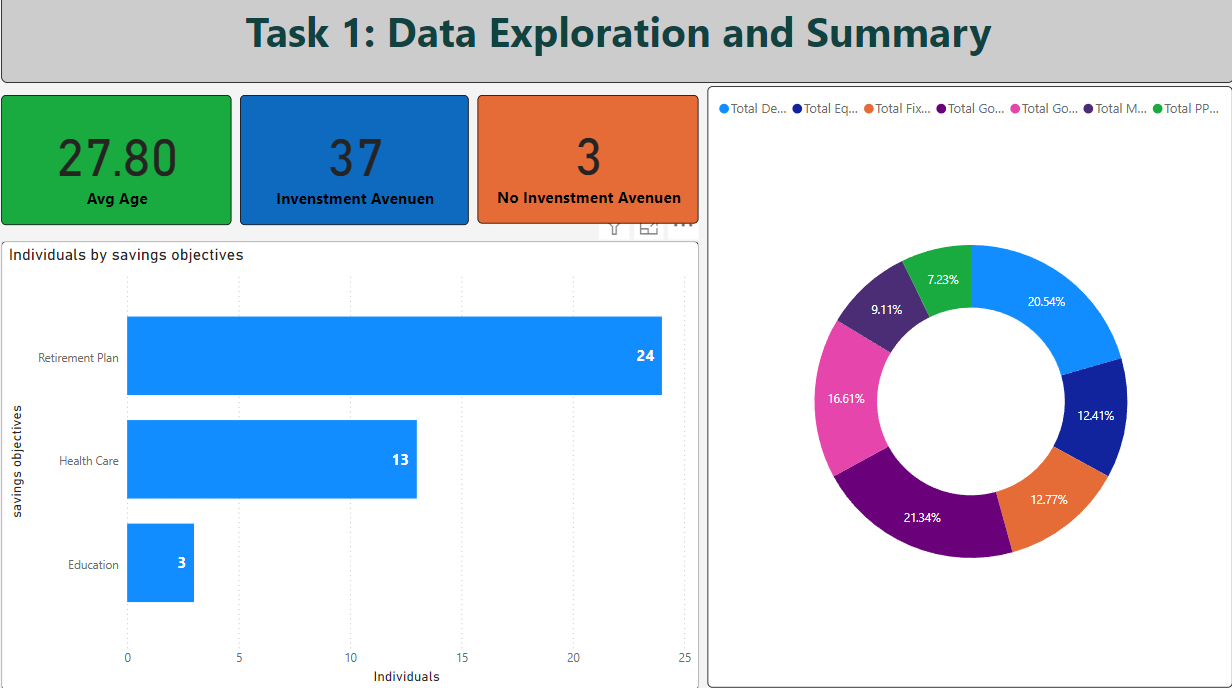 Task 1: Data Exploration and Summary
27.80
Avg Age
37
Invenstment Avenuen
3
No Invenstment Avenuen
Total De... Total Eq... Total Fix... Total Go... Total Go... Total M... Total PP...
Individuals by savings objectives
savings objectives
Retirement Plan
24
Health Care
13
Education
3
0 5 10 15 20 25
Individuals
7.23%
20.54%
9.11%
16.61%
12.41%
12.77%
21.34%